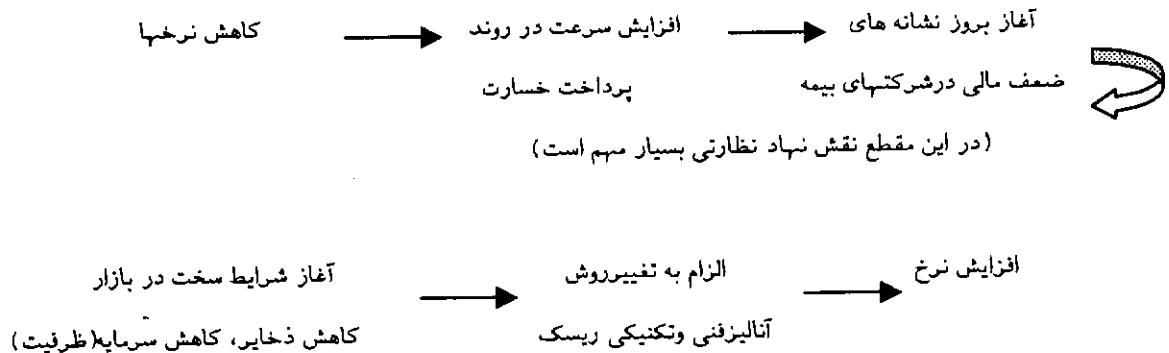 کاهش نرخها
افزایش سرعت در روند
پرداخت خسارت
آغاز بروز نشانه های
ضعف مالی درشرکتهای بیمه
(در این مقطع نقش نهاد نظارتی بسیار مهم است)
آغاز شرایط سخت در بازار
کاهش ذخایر، کاهش سرمایه(ظرفیت)
الزام به تغییرروش
آنالیزفنی وتکنیکی ریسک
افزایش نرخ